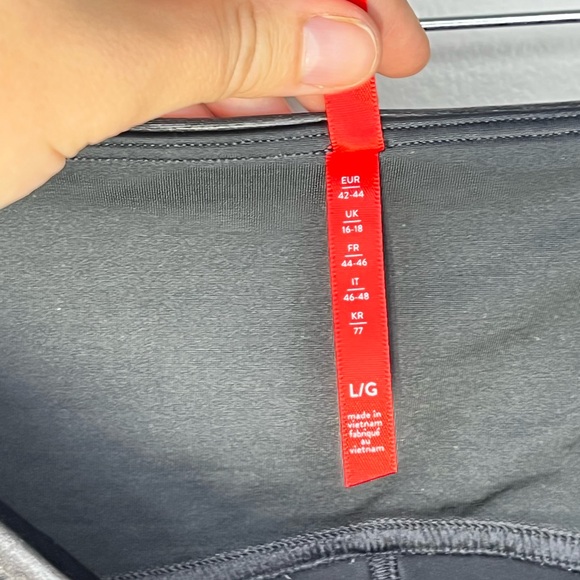 EUR
42-44
UK
16-18
FR
44-46
IT
46-48
KR
77
L/G
made in
vietnam
fabriqué
au
vietnam